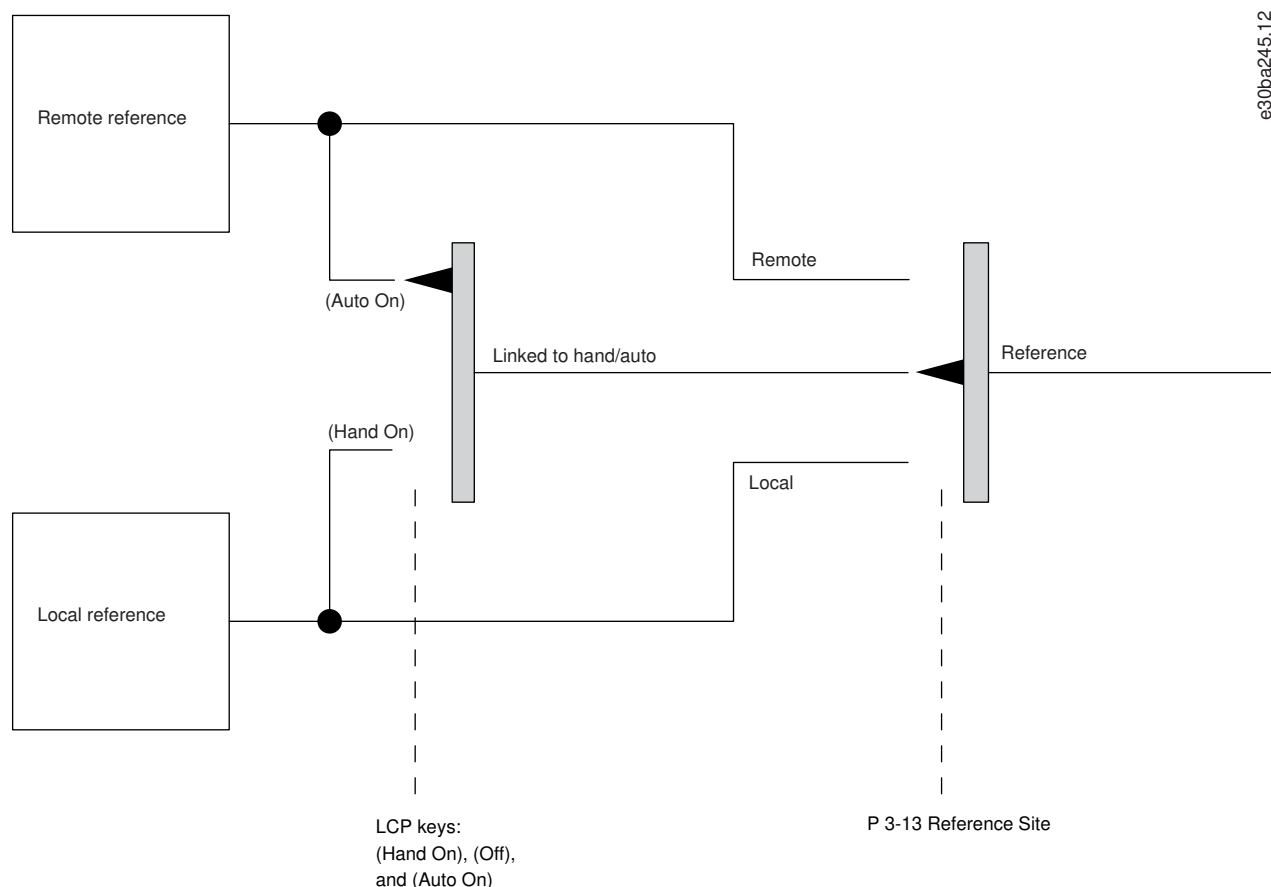 e30ba245.12
Remote reference
Remote
(Auto On)
Linked to hand/auto
Reference
(Hand On)
Local
Local reference
LCP keys:
(Hand On), (Off),
and (Auto On)
P 3-13 Reference Site